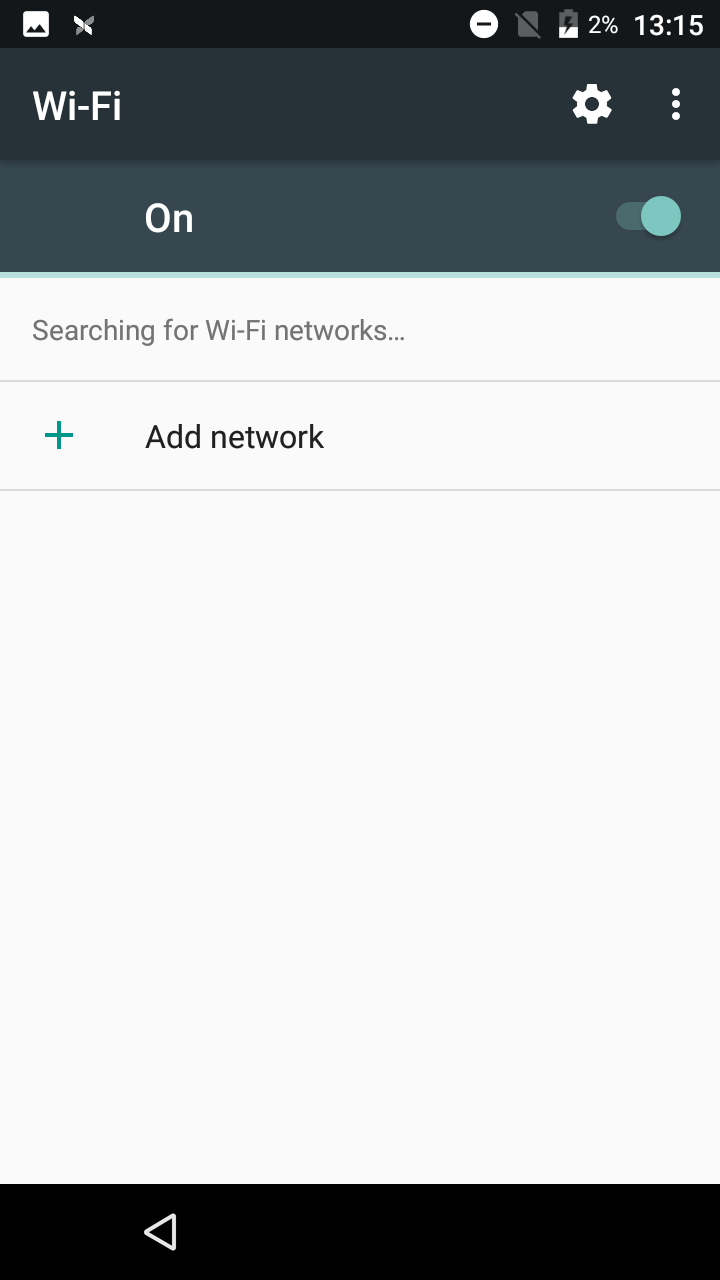 2% 13:15
Wi-Fi
On
Searching for Wi-Fi networks…
Add network